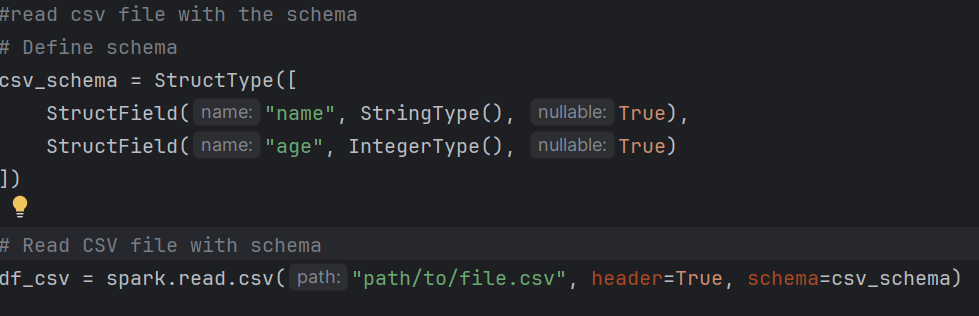 #read csv file with the schema
# Define schema
csv_schema = StructType([
    StructField( name: "name", StringType(), nullable: True),
    StructField( name: "age", IntegerType(), nullable: True)
])
# Read CSV file with schema
df_csv = spark.read.csv( path: "path/to/file.csv", header=True, schema=csv_schema)